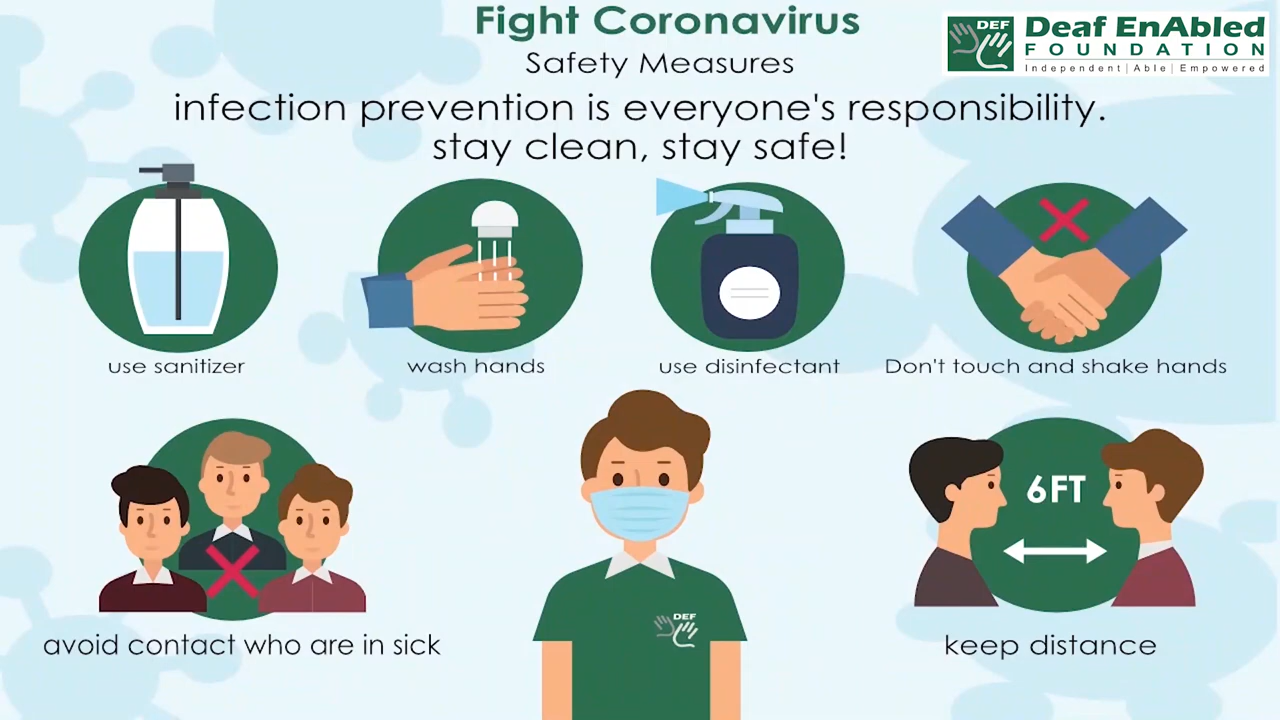 Fight Coronavirus
Safety Measures
infection prevention is everyone's responsibility.
stay clean, stay safe!
DEF
Deaf EnAbled
FOUNDATION
Independent | Able | Empowered
use sanitizer
wash hands
use disinfectant
Don't touch and shake hands
6FT
DEF
avoid contact who are in sick
keep distance